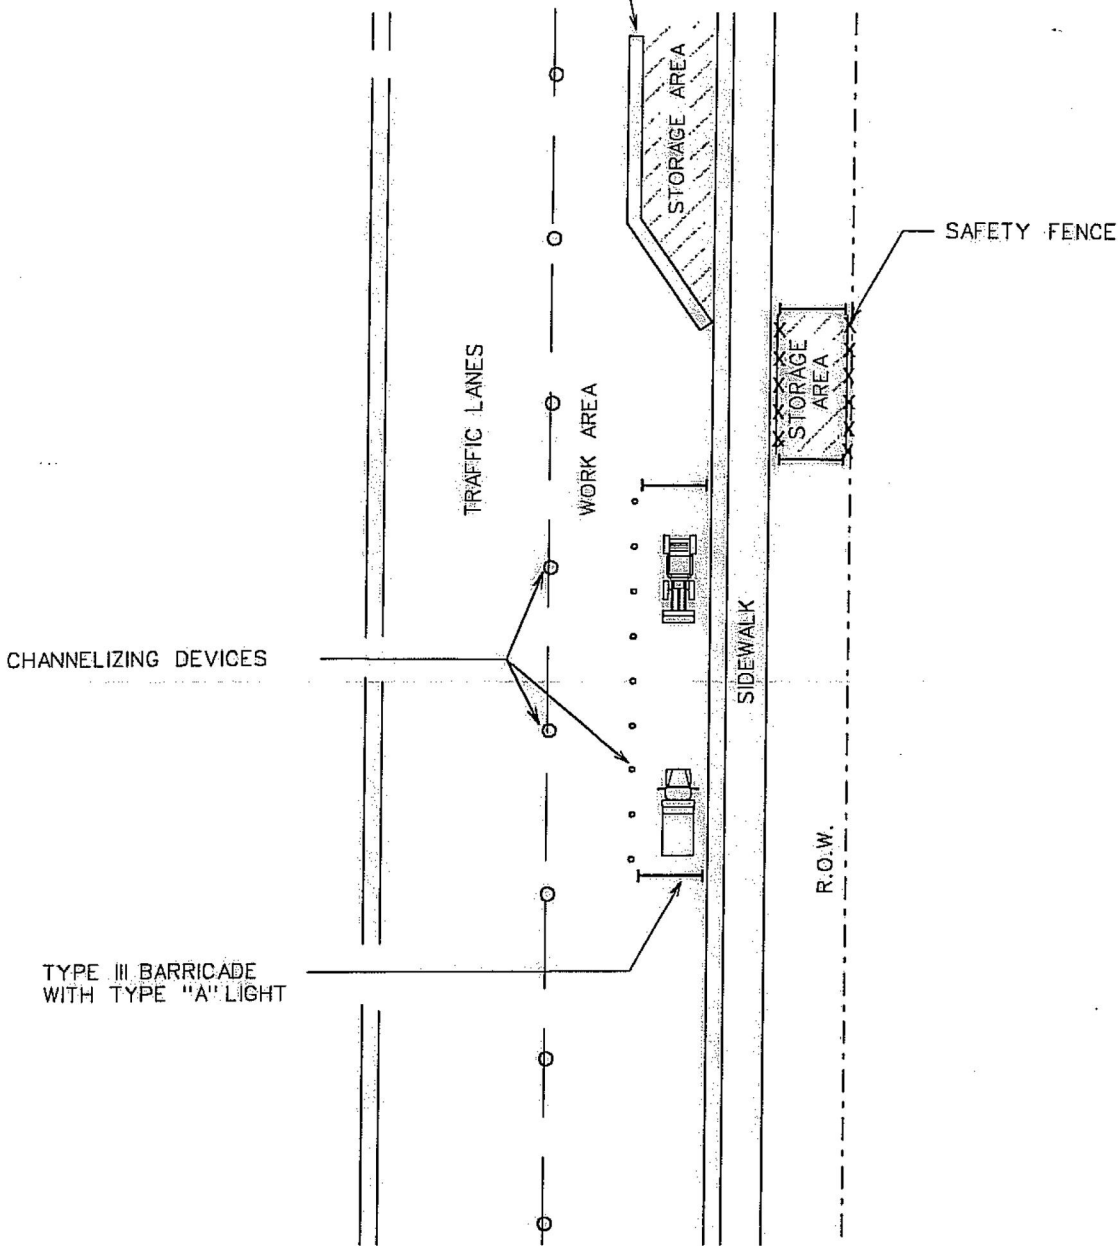 STORAGE AREA
SAFETY FENCE
STORAGE
AREA
TRAFFIC LANES
WORK AREA
CHANNELIZING DEVICES
SIDEWALK
R.O.W.
TYPE III BARRICADE
WITH TYPE "A" LIGHT